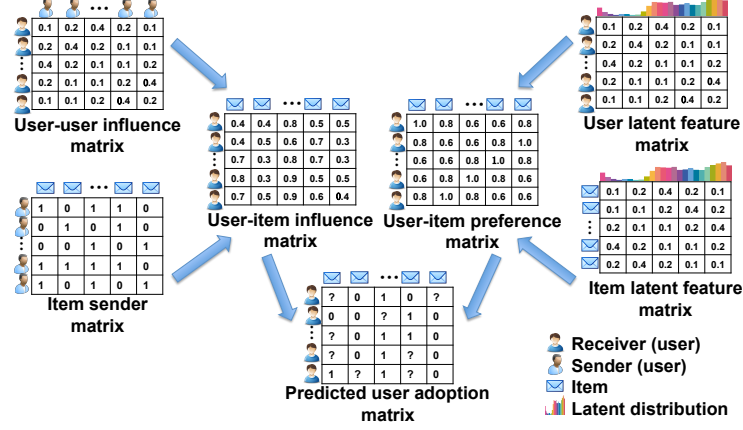 ...
0.1 0.2 0.4 0.2 0.1
0.2 0.4 0.2 0.1 0.1
0.4 0.2 0.1 0.1 0.2
0.2 0.1 0.1 0.2 0.4
0.1 0.1 0.2 0.4 0.2
User-user influence
matrix
...
1 0 1 1 0
0 1 0 1 0
0 0 1 0 1
1 1 1 0 1
1 0 1 0 0
Item sender
matrix
...
0.4 0.4 0.8 0.5 0.5
0.4 0.5 0.6 0.7 0.3
0.7 0.3 0.8 0.7 0.3
0.8 0.3 0.9 0.5 0.5
0.7 0.5 0.9 0.6 0.4
User-item influence
matrix
...
1.0 0.8 0.6 0.6 0.8
0.6 0.6 0.8 0.8 1.0
0.6 0.6 0.8 1.0 0.8
0.6 0.8 1.0 0.8 0.6
0.8 1.0 0.8 0.6 0.6
User-item preference
matrix
0.1 0.2 0.4 0.2 0.1
0.2 0.4 0.2 0.1 0.1
0.4 0.2 0.1 0.1 0.2
0.2 0.1 0.1 0.2 0.4
0.1 0.1 0.2 0.4 0.2
User latent feature
matrix
0.1 0.2 0.4 0.2 0.1
0.1 0.1 0.2 0.4 0.2
0.2 0.1 0.1 0.2 0.4
0.4 0.2 0.1 0.1 0.2
0.2 0.4 0.2 0.1 0.1
Item latent feature
matrix
...
? 0 1 0 ?
0 0 ? 1 0
? 0 1 1 0
? 0 1 ? 0
1 ? 1 ? 0
Predicted user adoption
matrix
Receiver (user)
Sender (user)
Item
Latent distribution